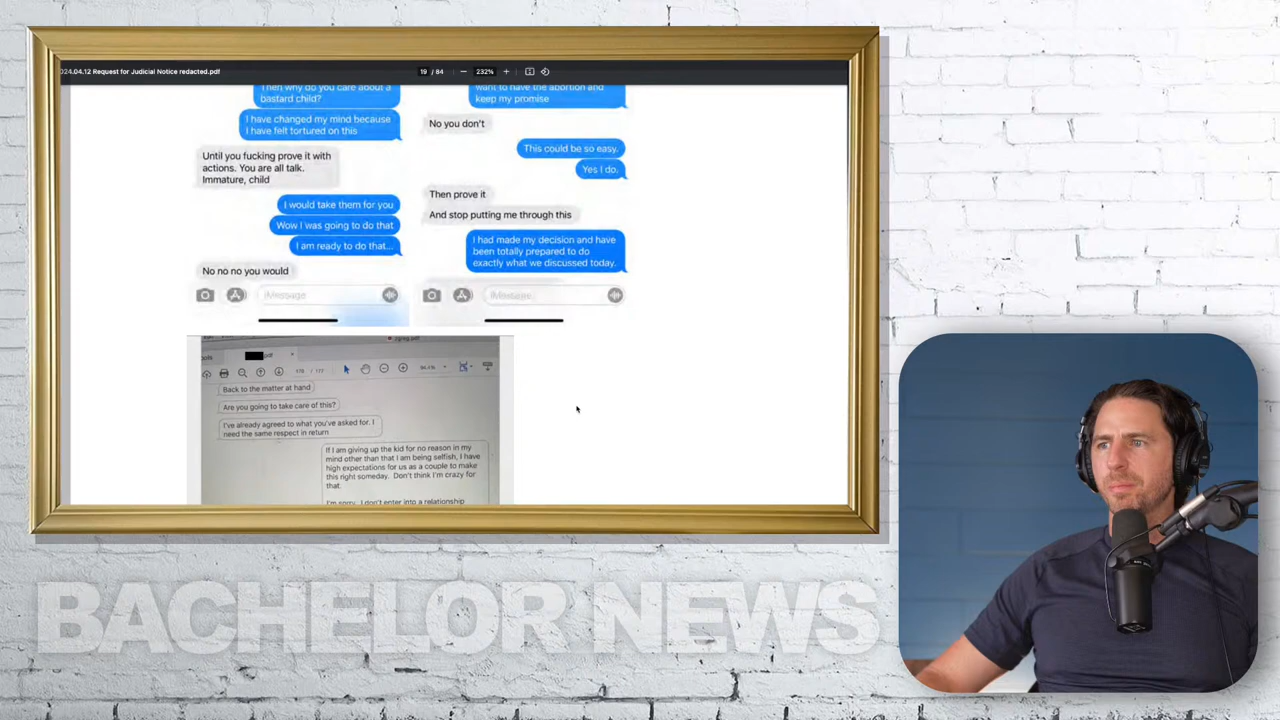 024.04.12 Request for Judicial Notice redacted.pdf
19 / 84
232%
Then why do you care about a
bastard child?
I have changed my mind because
I have felt tortured on this
Until you fucking prove it with
actions. You are all talk.
Immature, child
I would take them for you
Wow I was going to do that
I am ready to do that...
No no no you would
iMessage
want to have the abortion and
keep my promise
No you don't
This could be so easy.
Yes I do.
Then prove it
And stop putting me through this
I had made my decision and have
been totally prepared to do
exactly what we discussed today.
iMessage
Back to the matter at hand
Are you going to take care of this?
I've already agreed to what you've asked for. I
need the same respect in return
If I am giving up the kid for no reason in my
mind other than that I am being selfish, I have
high expectations for us as a couple to make
this right someday. Don't think I'm crazy for
that.
I'm sorry. I don't enter into a relationship
BACHELOR NEWS